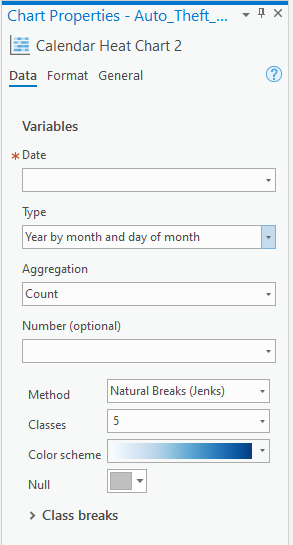 Chart Properties - Auto_Theft_...
Calendar Heat Chart 2
Data Format General
?
Variables
* Date
Type
Year by month and day of month
Aggregation
Count
Number (optional)
Method Natural Breaks (Jenks)
Classes 5
Color scheme
Null
> Class breaks